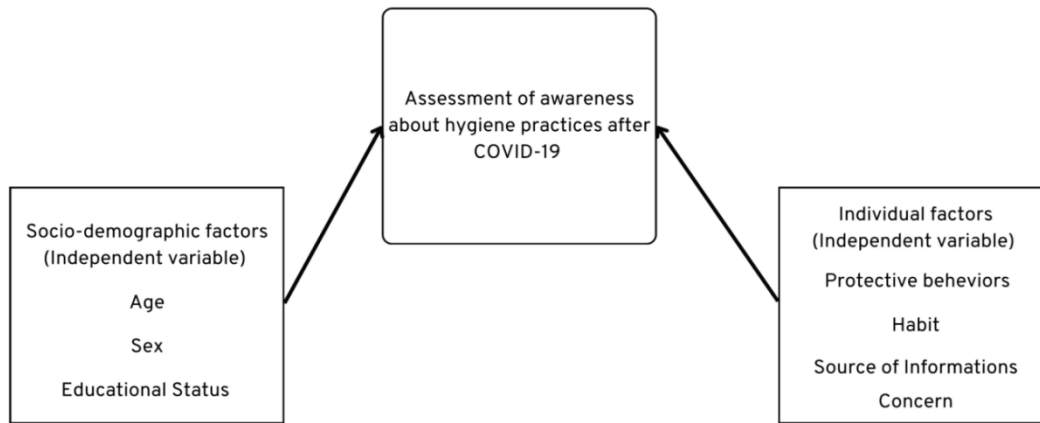 Assessment of awareness
about hygiene practices after
COVID-19
Socio-demographic factors
(Independent variable)
Age
Sex
Educational Status
Individual factors
(Independent variable)
Protective beheviors
Habit
Source of Informations
Concern